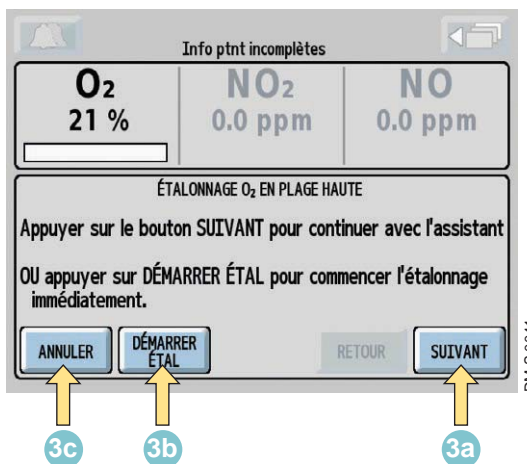 Info ptnt incomplètes
O2 NO2 NO
21 % 0.0 ppm 0.0 ppm
ÉTALONNAGE O2 EN PLAGE HAUTE
Appuyer sur le bouton SUIVANT pour continuer avec l'assistant
OU appuyer sur DÉMARRER ÉTAL pour commencer l'étalonnage
immédiatement.
ANNULER
DÉMARRER
ÉTAL
RETOUR
SUIVANT
3c 3b 3a